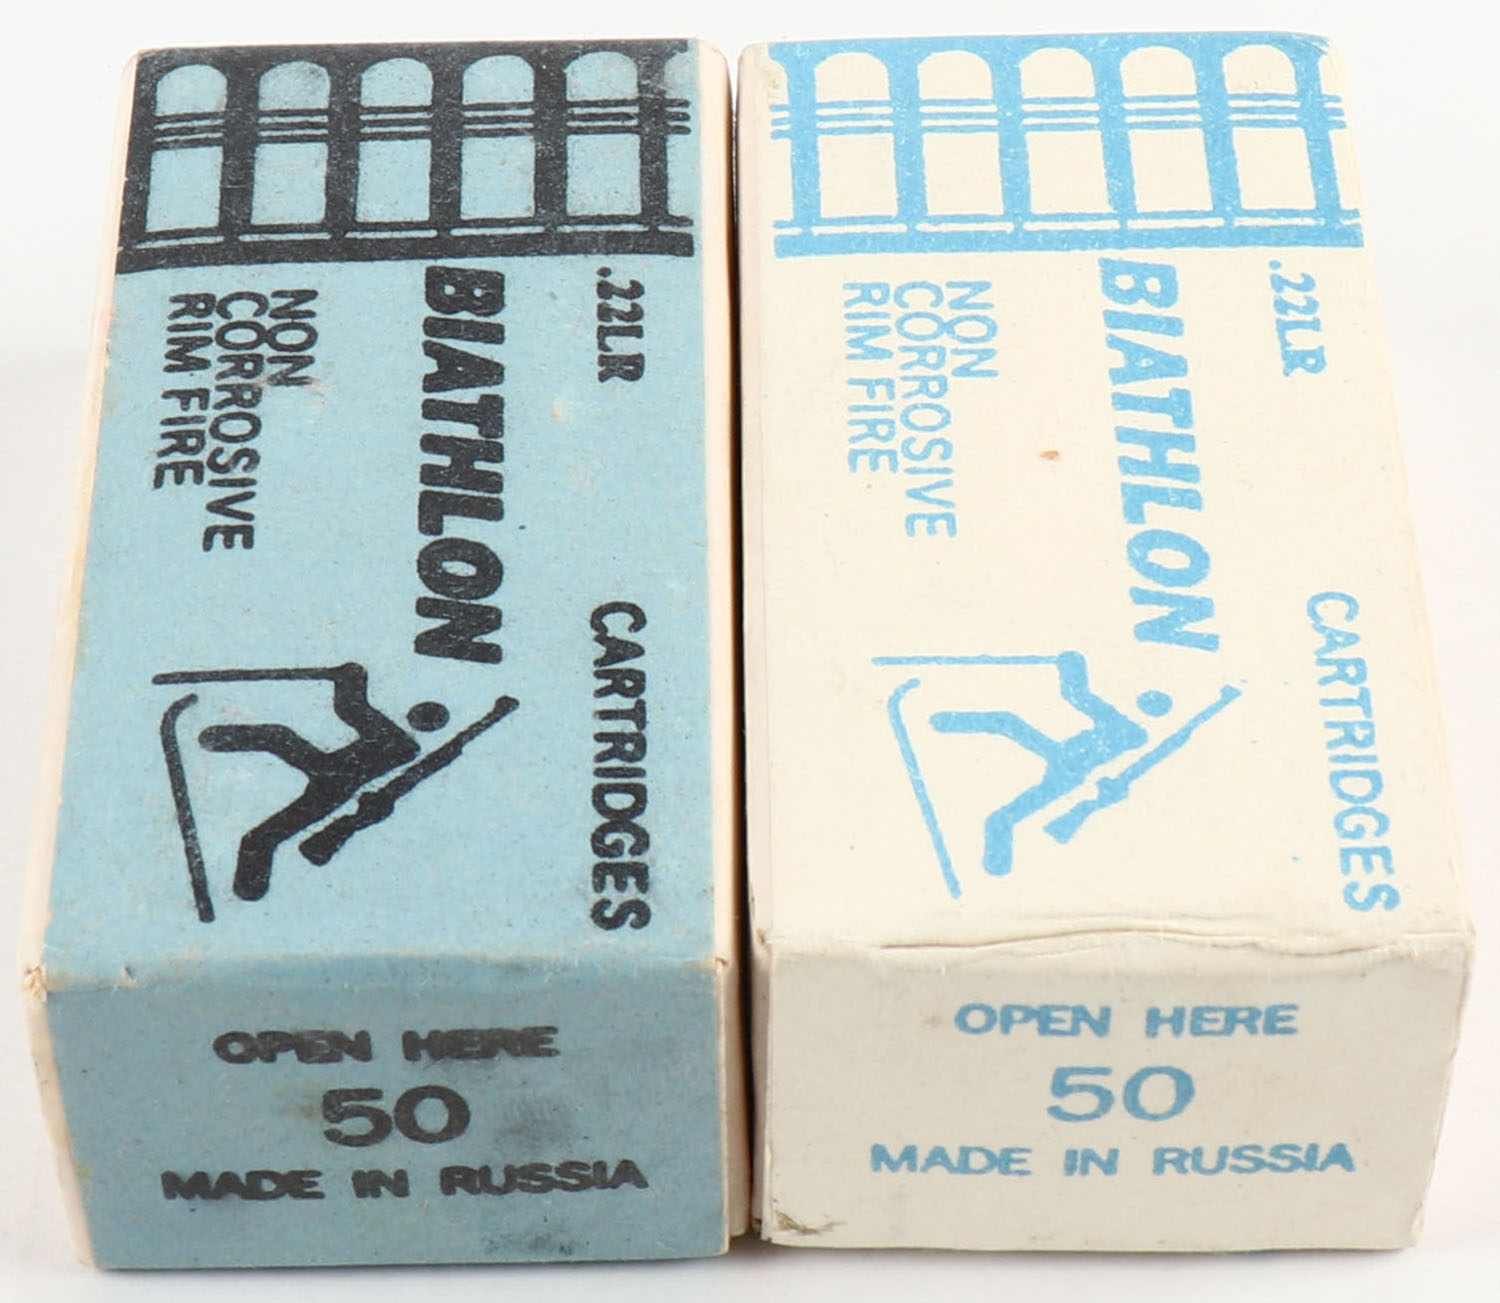 .22LR
CARTRIDGES
BIATHLON
NON
CORROSIVE
RIM FIRE
OPEN HERE
50
MADE IN RUSSIA
.22LR
CARTRIDGES
BIATHLON
NON
CORROSIVE
RIM FIRE
OPEN HERE
50
MADE IN RUSSIA